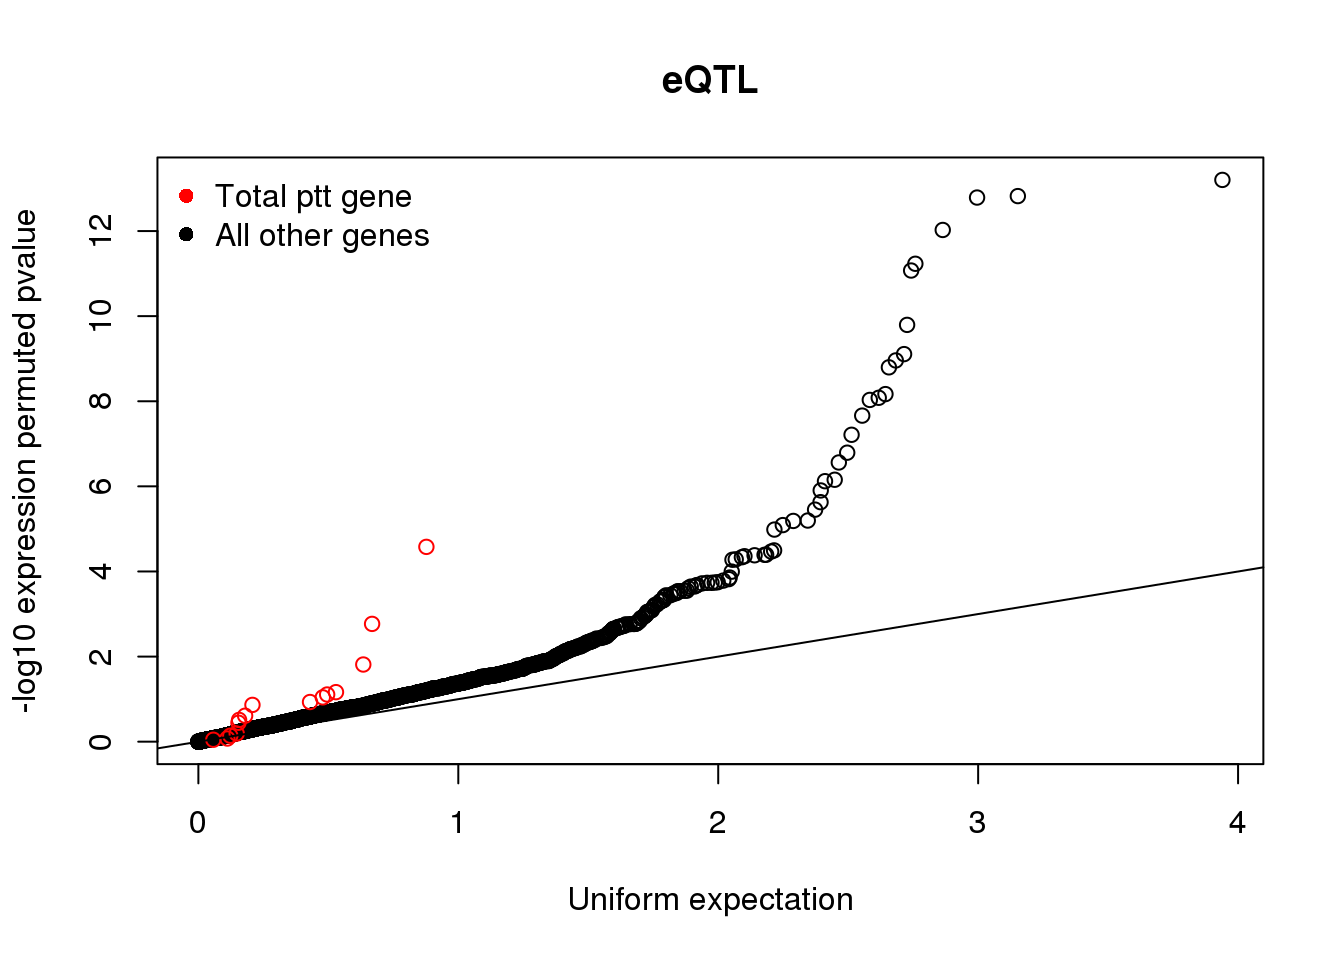 eQTL
Total ptt gene
All other genes
-log10 expression permuted pvalue
12
10
8
6
4
2
0
0 1 2 3 4
Uniform expectation